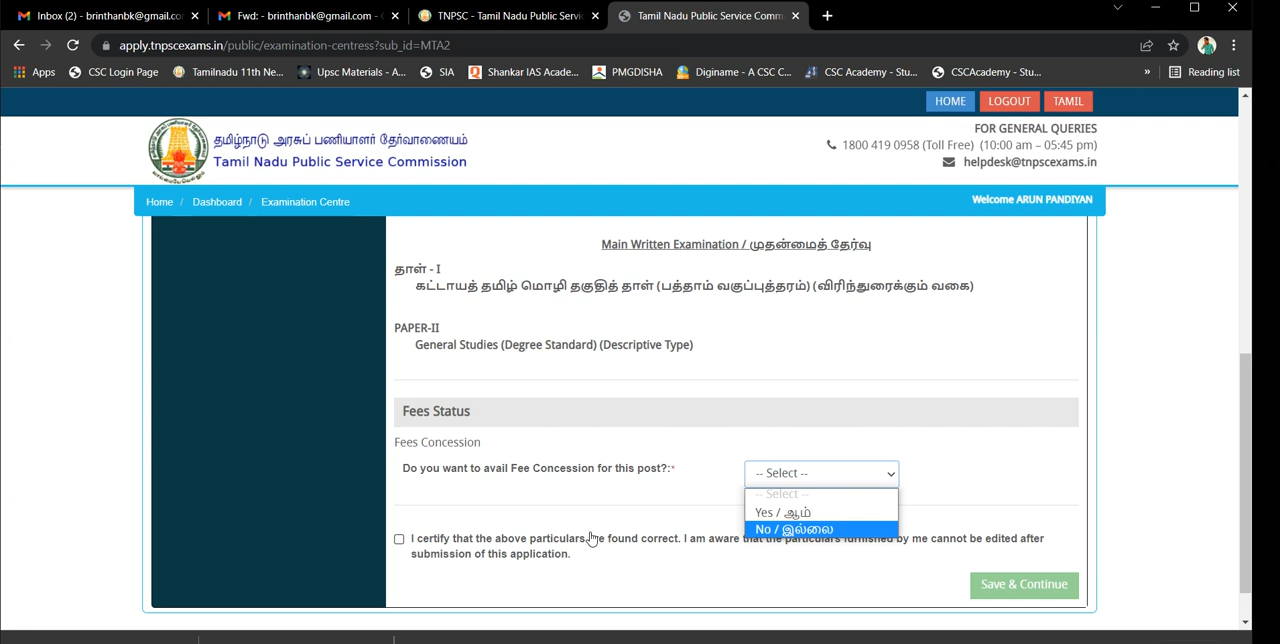 Inbox (2) - brinthanbk@gmail.co
Fwd: - brinthanbk@gmail.com -
TNPSC - Tamil Nadu Public Servi
Tamil Nadu Public Service Comm
apply.tnpscexams.in/public/examination-centress?sub_id=MTA2
Apps CSC Login Page Tamilnadu 11th Ne... Upsc Materials - A... SIA Shankar IAS Acade... PMGDISHA Diginame - A CSC C... CSC Academy - Stu... CSCAcademy - Stu... » Reading list
HOME LOGOUT TAMIL
தமிழ்நாடு அரசுப் பணியாளர் தேர்வாணையம்
Tamil Nadu Public Service Commission
FOR GENERAL QUERIES
1800 419 0958 (Toll Free) (10:00 am – 05:45 pm)
helpdesk@tnpscexams.in
Home / Dashboard / Examination Centre
Welcome ARUN PANDIYAN
Main Written Examination / முதன்மைத் தேர்வு
தாள் - I
கட்டாயத் தமிழ் மொழி தகுதித் தாள் (பத்தாம் வகுப்புத்தரம்) (விரிந்துரைக்கும் வகை)
PAPER-II
General Studies (Degree Standard) (Descriptive Type)
Fees Status
Fees Concession
Do you want to avail Fee Concession for this post?:*
-- Select --
-- Select --
Yes / ஆம்
No / இல்லை
I certify that the above particulars found correct. I am aware that the particulars furnished by me cannot be edited after
submission of this application.
Save & Continue